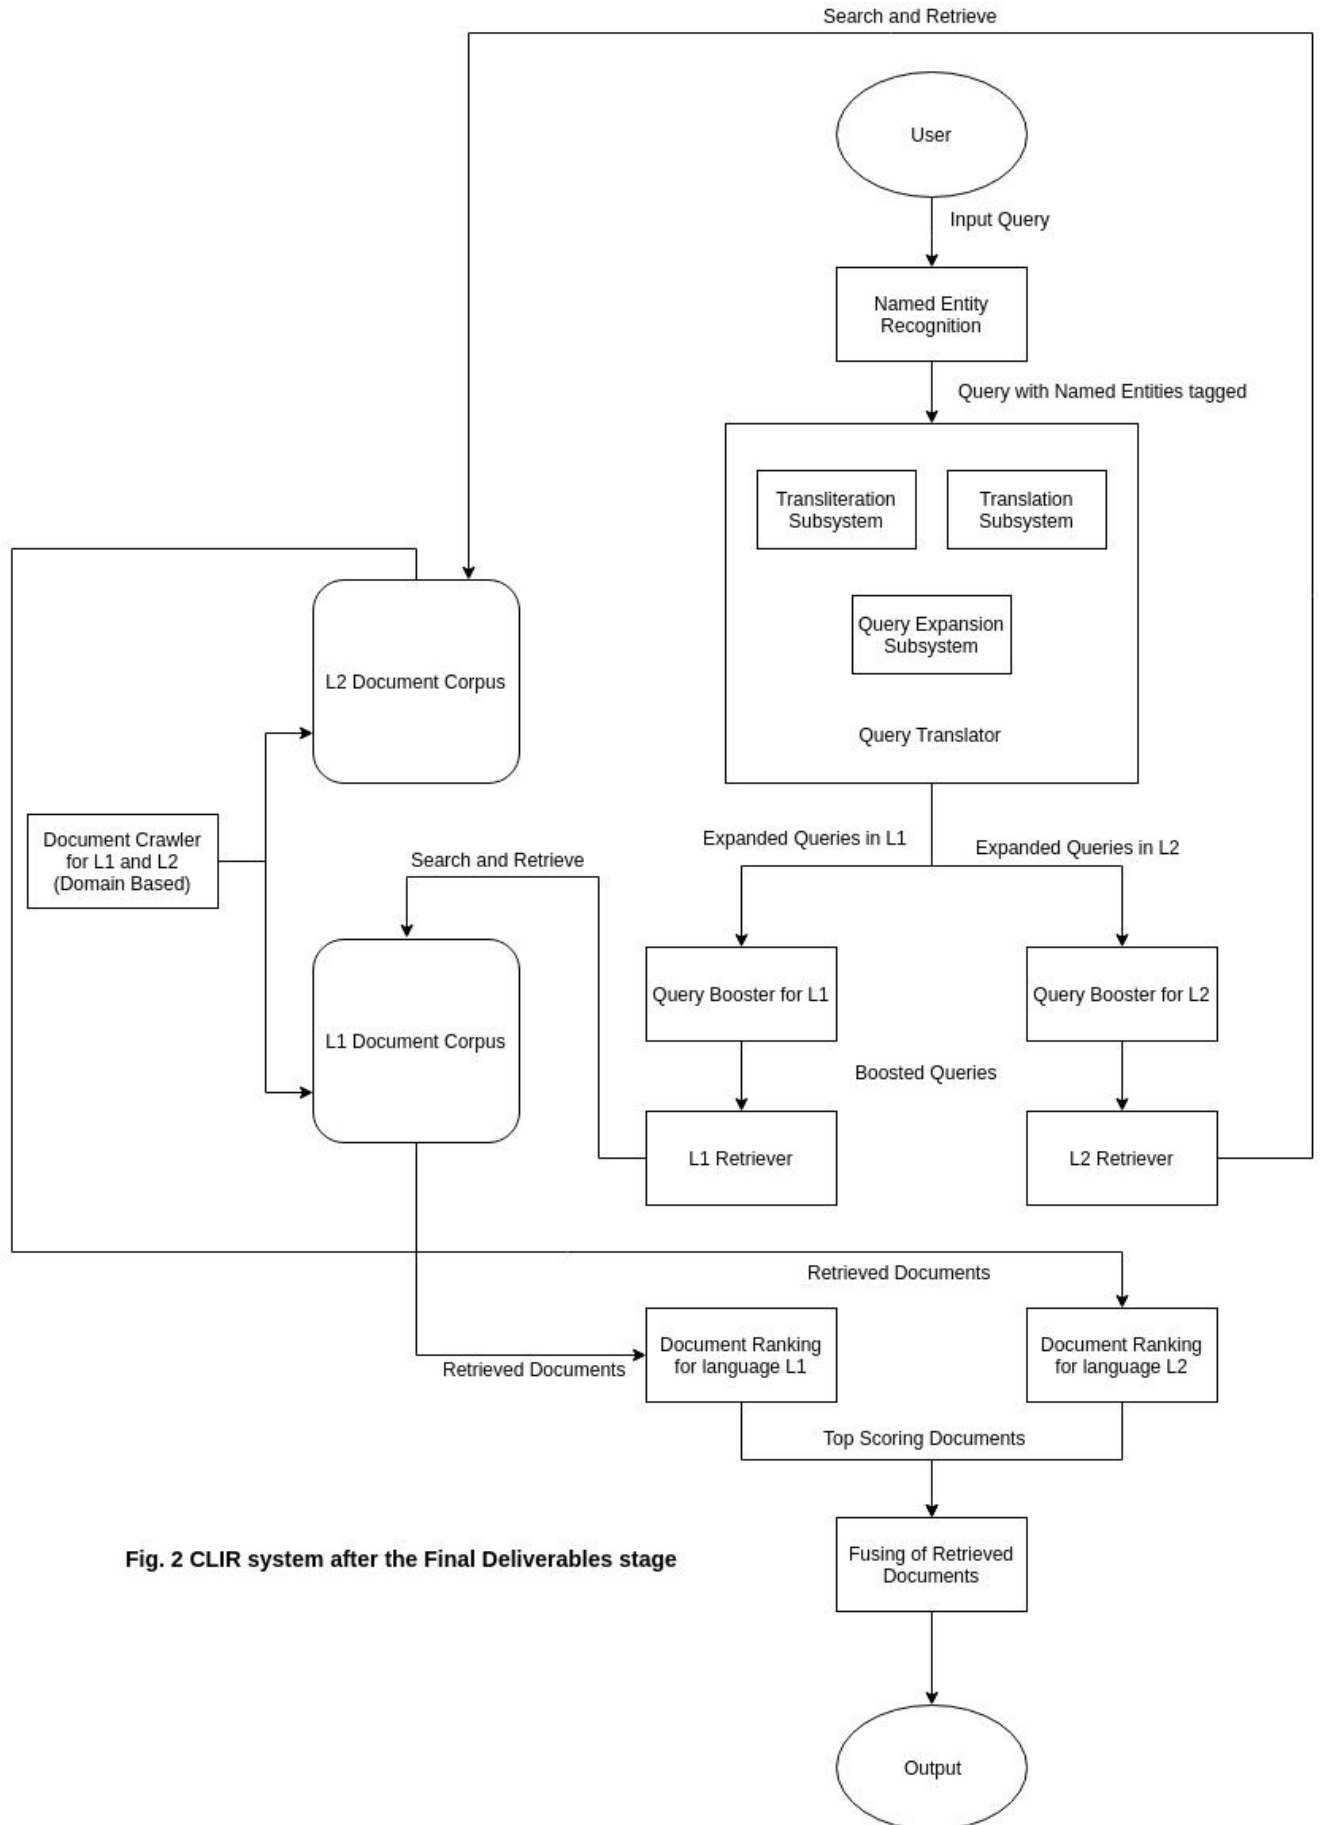 Search and Retrieve
User
Input Query
Named Entity
Recognition
Query with Named Entities tagged
Transliteration
Subsystem
Translation
Subsystem
Query Expansion
Subsystem
Query Translator
L2 Document Corpus
Document Crawler
for L1 and L2
(Domain Based)
Expanded Queries in L1
Expanded Queries in L2
Search and Retrieve
L1 Document Corpus
Query Booster for L1
Query Booster for L2
Boosted Queries
L1 Retriever
L2 Retriever
Retrieved Documents
Retrieved Documents
Document Ranking
for language L1
Document Ranking
for language L2
Top Scoring Documents
Fig. 2 CLIR system after the Final Deliverables stage
Fusing of Retrieved
Documents
Output